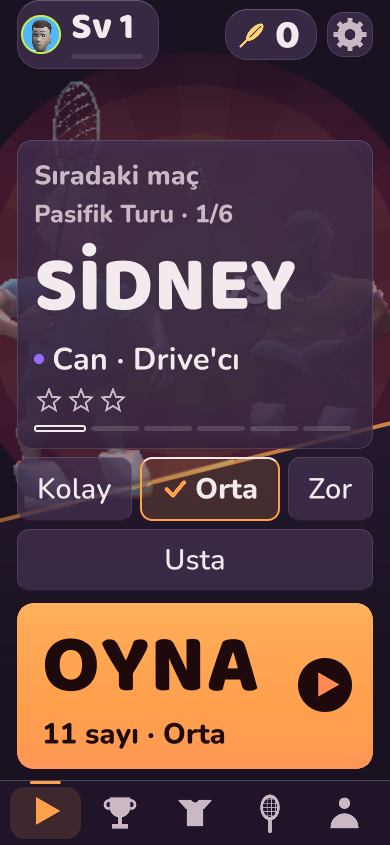 Sv 1
0
Sıradaki maç
Pasifik Turu · 1/6
SİDNEY
Can · Drive'cı
Kolay
Orta
Zor
Usta
OYNA
11 sayı · Orta